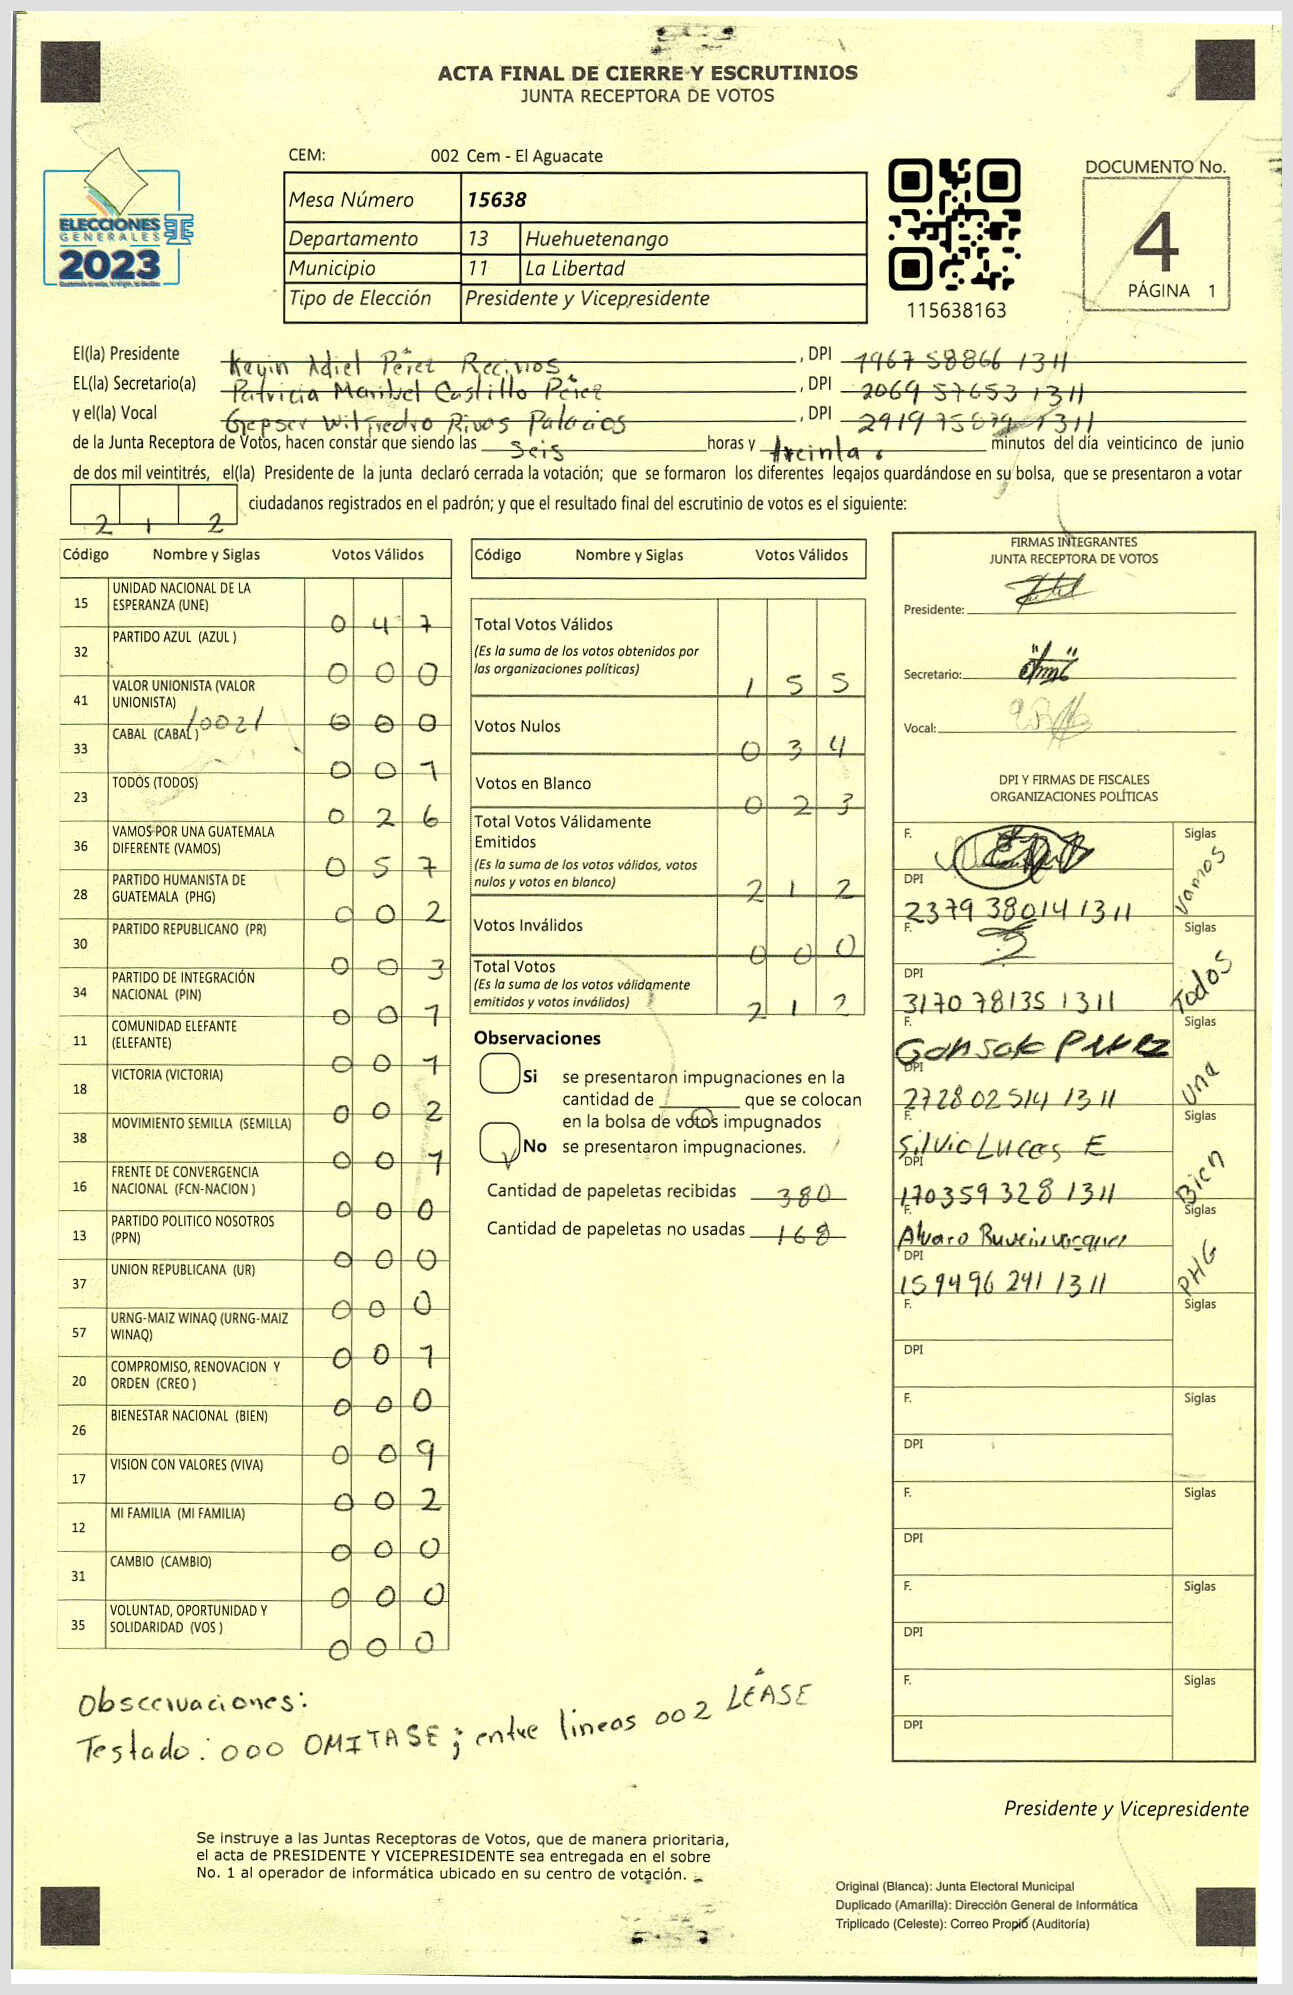 ACTA FINAL DE CIERRE Y ESCRUTINIOS
JUNTA RECEPTORA DE VOTOS
CEM: 002 Cem - El Aguacate
Mesa Número 15638
Departamento 13 Huehuetenango
Municipio 11 La Libertad
Tipo de Elección Presidente y Vicepresidente
ELECCIONES
GENERALES
2023
115638163
DOCUMENTO No.
4
PÁGINA 1
El(la) Presidente Kevin Adiel Pérez Recinos , DPI 1967 58866 1311
EL(la) Secretario(a) Patricia Maribel Castillo Pérez , DPI 2069 57653 1311
y el(la) Vocal Gepser Wilfredro Rivas Palacios , DPI 2919 1311
de la Junta Receptora de Votos, hacen constar que siendo las seis horas y treinta minutos del día veinticinco de junio
de dos mil veintitrés, el(la) Presidente de la junta declaró cerrada la votación; que se formaron los diferentes legajos quardándose en su bolsa, que se presentaron a votar
2 1 2 ciudadanos registrados en el padrón; y que el resultado final del escrutinio de votos es el siguiente:
Código Nombre y Siglas Votos Válidos
15 UNIDAD NACIONAL DE LA ESPERANZA (UNE) 0 4 7
32 PARTIDO AZUL (AZUL ) 0 0 0
41 VALOR UNIONISTA (VALOR UNIONISTA) 0 0 0
/002/
33 CABAL (CABAL ) 0 0 1
23 TODOS (TODOS) 0 2 6
36 VAMOS POR UNA GUATEMALA DIFERENTE (VAMOS) 0 5 7
28 PARTIDO HUMANISTA DE GUATEMALA (PHG) 0 0 2
30 PARTIDO REPUBLICANO (PR) 0 0 3
34 PARTIDO DE INTEGRACIÓN NACIONAL (PIN) 0 0 1
11 COMUNIDAD ELEFANTE (ELEFANTE) 0 0 1
18 VICTORIA (VICTORIA) 0 0 2
38 MOVIMIENTO SEMILLA (SEMILLA) 0 0 1
16 FRENTE DE CONVERGENCIA NACIONAL (FCN-NACION ) 0 0 0
13 PARTIDO POLITICO NOSOTROS (PPN) 0 0 0
37 UNION REPUBLICANA (UR) 0 0 0
57 URNG-MAIZ WINAQ (URNG-MAIZ WINAQ) 0 0 1
20 COMPROMISO, RENOVACION Y ORDEN (CREO ) 0 0 0
26 BIENESTAR NACIONAL (BIEN) 0 0 9
17 VISION CON VALORES (VIVA) 0 0 2
12 MI FAMILIA (MI FAMILIA) 0 0 0
31 CAMBIO (CAMBIO) 0 0 0
35 VOLUNTAD, OPORTUNIDAD Y SOLIDARIDAD (VOS ) 0 0 0
Código Nombre y Siglas Votos Válidos
Total Votos Válidos 1 5 5
(Es la suma de los votos obtenidos por
las organizaciones políticas)
Votos Nulos 0 3 4
Votos en Blanco 0 2 3
Total Votos Válidamente
Emitidos
(Es la suma de los votos válidos, votos
nulos y votos en blanco) 2 1 2
Votos Inválidos 0 0 0
Total Votos
(Es la suma de los votos válidamente
emitidos y votos inválidos) 2 1 2
Observaciones
Si se presentaron impugnaciones en la
cantidad de que se colocan
en la bolsa de votos impugnados
No se presentaron impugnaciones.
Cantidad de papeletas recibidas 380
Cantidad de papeletas no usadas 168
FIRMAS INTEGRANTES
JUNTA RECEPTORA DE VOTOS
Presidente:
Secretario:
Vocal:
DPI Y FIRMAS DE FISCALES
ORGANIZACIONES POLÍTICAS
F. Siglas Vamos
DPI 2379 38014 1311
F. Siglas Todos
DPI 3170 78135 1311
F. Gonsalo Perez Siglas Una
DPI 2728 02514 1311
F. Silvio Lucas E Siglas Bien
DPI 1703 59 328 1311
F. Alvaro Siglas PHG
DPI 1594 96 241 1311
F. Siglas
DPI
F. Siglas
DPI
F. Siglas
DPI
F. Siglas
DPI
F. Siglas
DPI
Observaciones:
Testado: 000 OMITASE; entre lineas 002 LÉASE
Presidente y Vicepresidente
Se instruye a las Juntas Receptoras de Votos, que de manera prioritaria,
el acta de PRESIDENTE Y VICEPRESIDENTE sea entregada en el sobre
No. 1 al operador de informática ubicado en su centro de votación.
Original (Blanca): Junta Electoral Municipal
Duplicado (Amarilla): Dirección General de Informática
Triplicado (Celeste): Correo Propio (Auditoría)